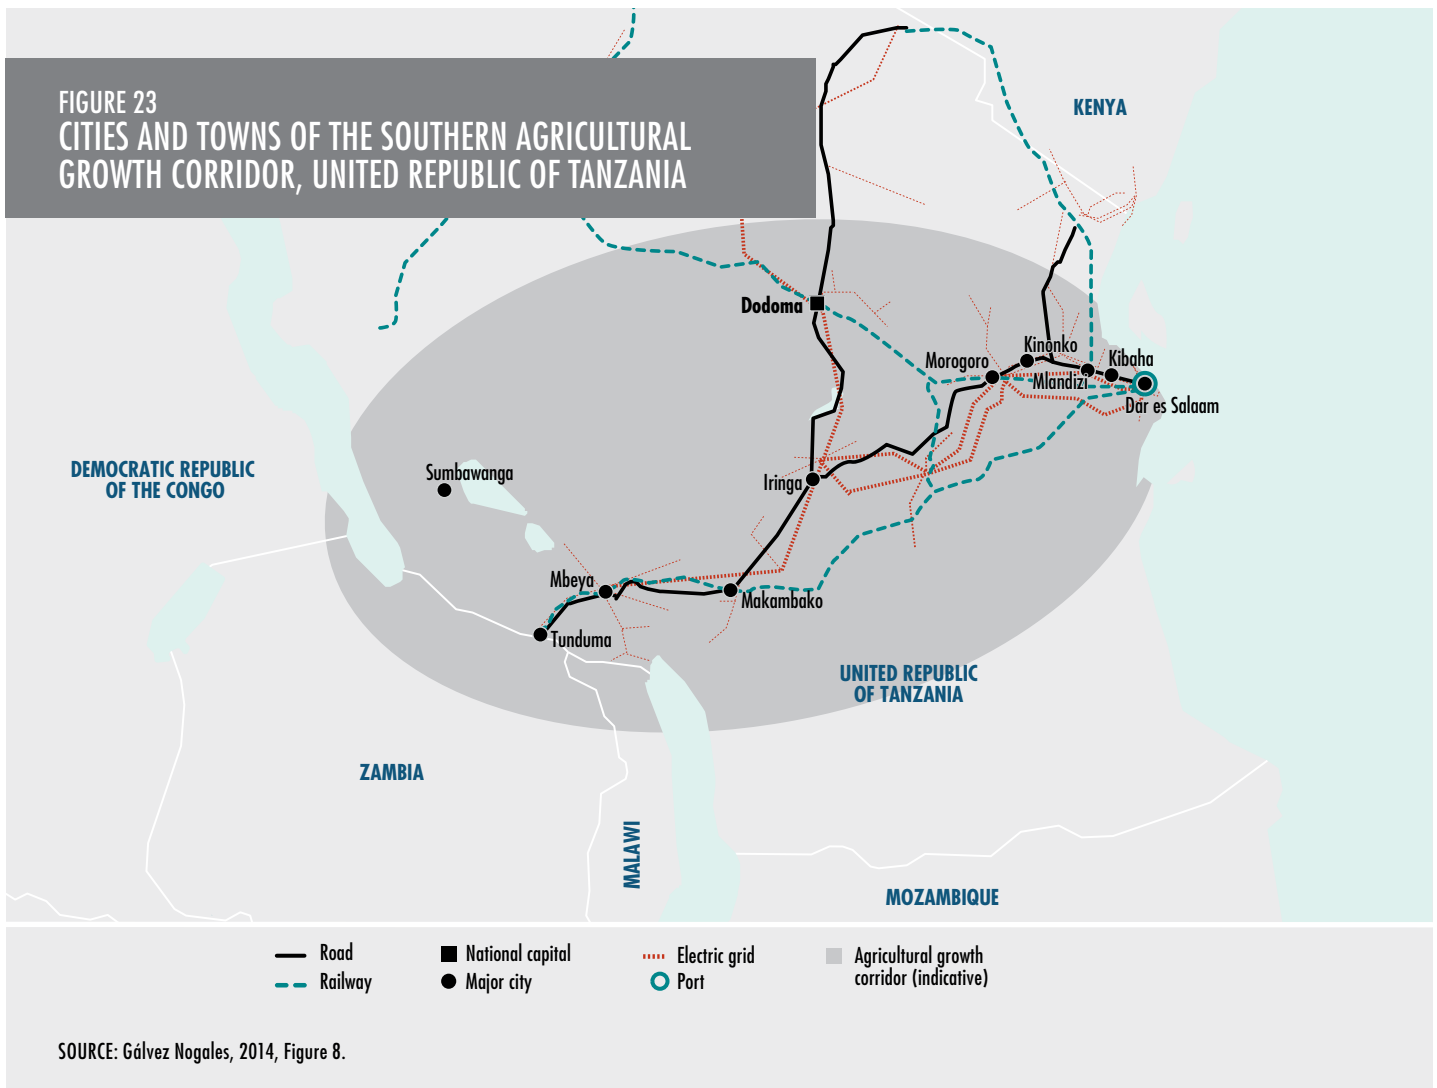 FIGURE 23
CITIES AND TOWNS OF THE SOUTHERN AGRICULTURAL
GROWTH CORRIDOR, UNITED REPUBLIC OF TANZANIA
KENYA
Dodoma
Kinonko
Morogoro
Kibaha
Mlandizi
Dar es Salaam
DEMOCRATIC REPUBLIC
OF THE CONGO
Sumbawanga
Iringa
Mbeya
Makambako
Tunduma
UNITED REPUBLIC
OF TANZANIA
ZAMBIA
MALAWI
MOZAMBIQUE
Road
Railway
National capital
Major city
Electric grid
Port
Agricultural growth
corridor (indicative)
SOURCE: Gálvez Nogales, 2014, Figure 8.